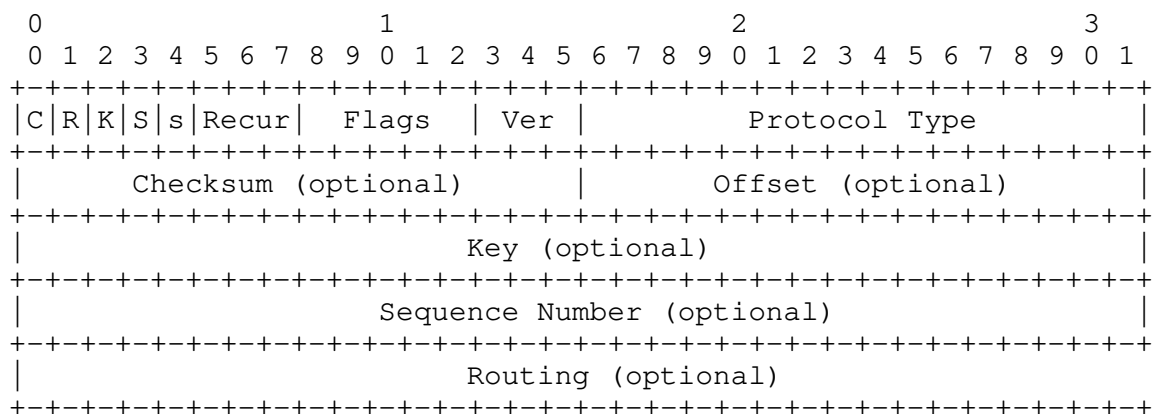 0                   1                   2                   3
 0 1 2 3 4 5 6 7 8 9 0 1 2 3 4 5 6 7 8 9 0 1 2 3 4 5 6 7 8 9 0 1
+-+-+-+-+-+-+-+-+-+-+-+-+-+-+-+-+-+-+-+-+-+-+-+-+-+-+-+-+-+-+-+-+
|C|R|K|S|s|Recur|  Flags  | Ver |         Protocol Type         |
+-+-+-+-+-+-+-+-+-+-+-+-+-+-+-+-+-+-+-+-+-+-+-+-+-+-+-+-+-+-+-+-+
|      Checksum (optional)      |       Offset (optional)       |
+-+-+-+-+-+-+-+-+-+-+-+-+-+-+-+-+-+-+-+-+-+-+-+-+-+-+-+-+-+-+-+-+
|                         Key (optional)                        |
+-+-+-+-+-+-+-+-+-+-+-+-+-+-+-+-+-+-+-+-+-+-+-+-+-+-+-+-+-+-+-+-+
|                    Sequence Number (optional)                 |
+-+-+-+-+-+-+-+-+-+-+-+-+-+-+-+-+-+-+-+-+-+-+-+-+-+-+-+-+-+-+-+-+
|                         Routing (optional)
+-+-+-+-+-+-+-+-+-+-+-+-+-+-+-+-+-+-+-+-+-+-+-+-+-+-+-+-+-+-+-+-+